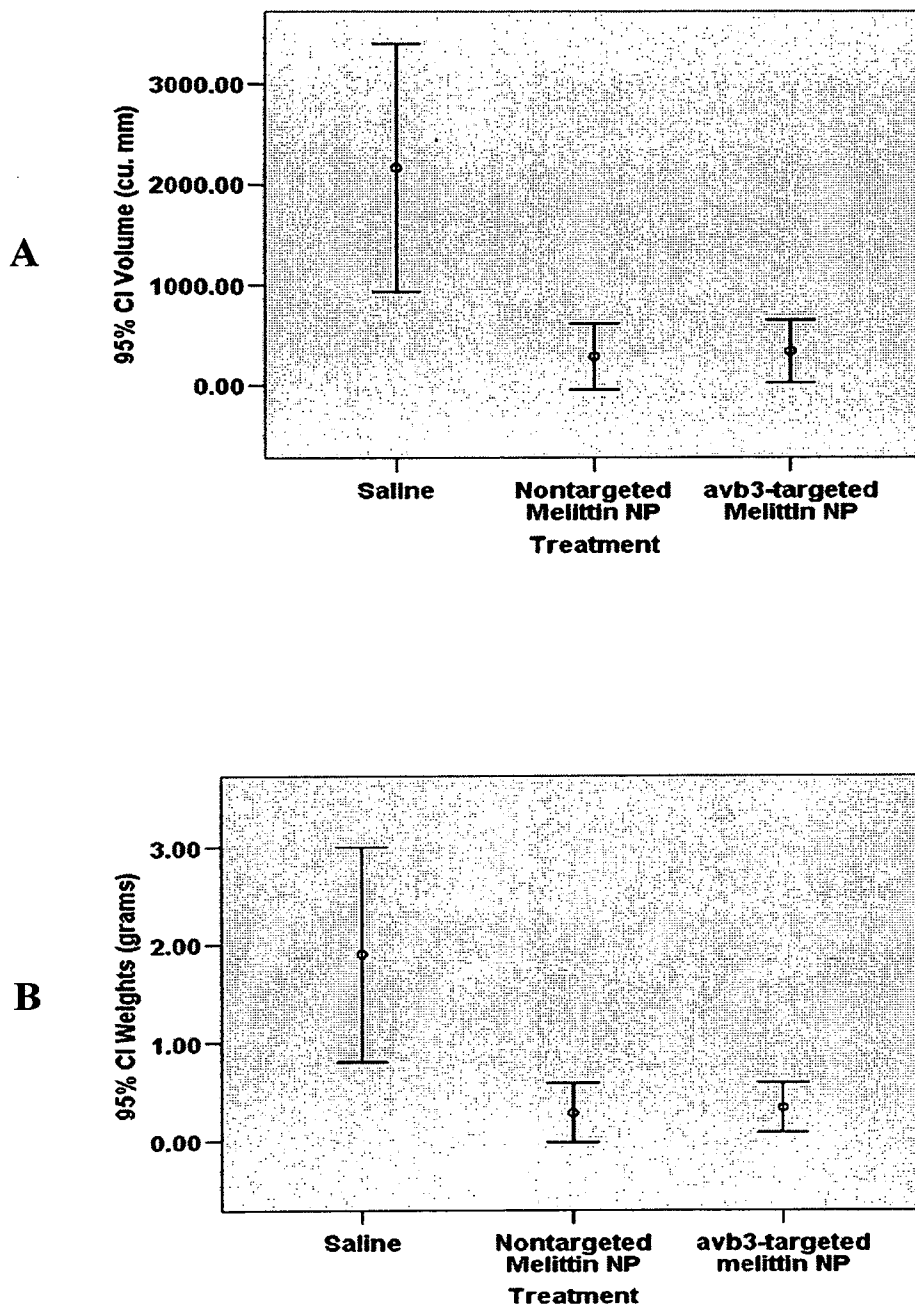 A
95% CI Volume (cu. mm)
3000.00
2000.00
1000.00
0.00
Saline
Nontargeted
Melittin NP
avb3-targeted
Melittin NP
Treatment
B
95% CI Weights (grams)
3.00
2.00
1.00
0.00
Saline
Nontargeted
Melittin NP
avb3-targeted
melittin NP
Treatment